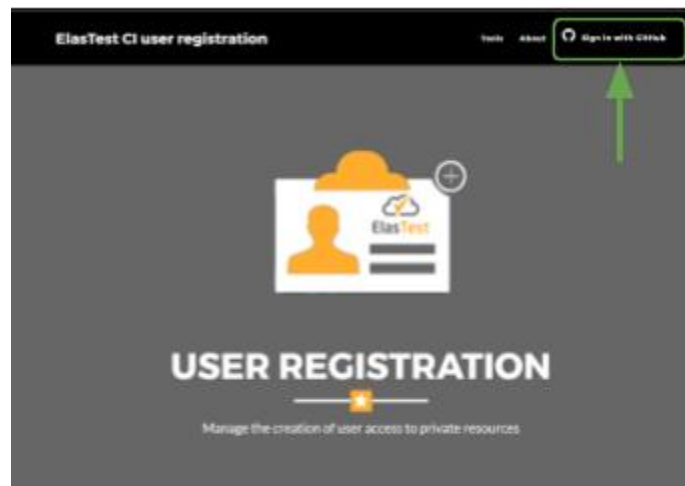 ElasTest CI user registration
Tools About Sign in with GitHub
ElasTest
USER REGISTRATION
Manage the creation of user access to private resources